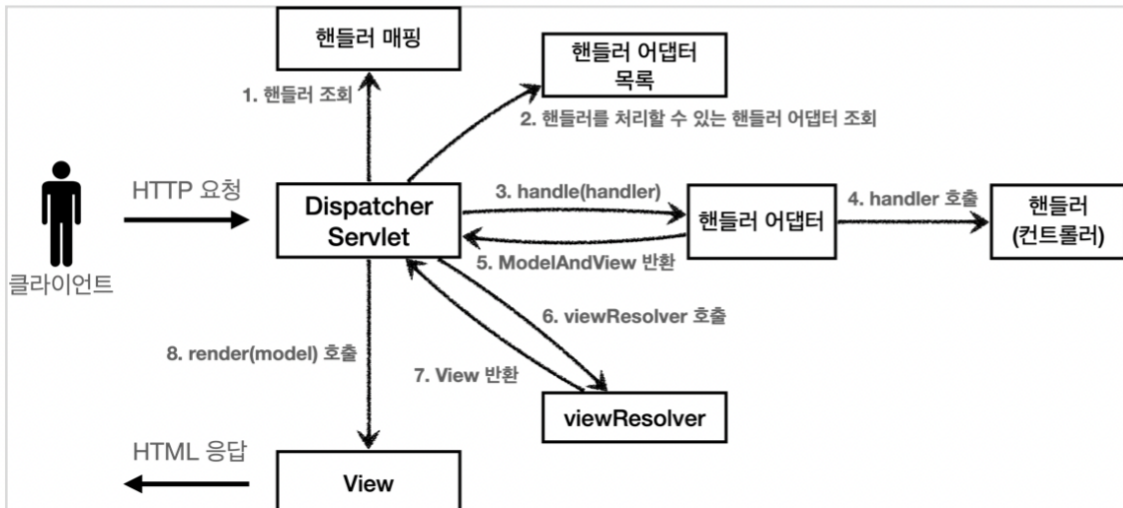 핸들러 매핑
핸들러 어댑터
목록
1. 핸들러 조회
2. 핸들러를 처리할 수 있는 핸들러 어댑터 조회
HTTP 요청
클라이언트
Dispatcher
Servlet
3. handle(handler)
핸들러 어댑터
4. handler 호출
핸들러
(컨트롤러)
5. ModelAndView 반환
6. viewResolver 호출
7. View 반환
viewResolver
8. render(model) 호출
HTML 응답
View